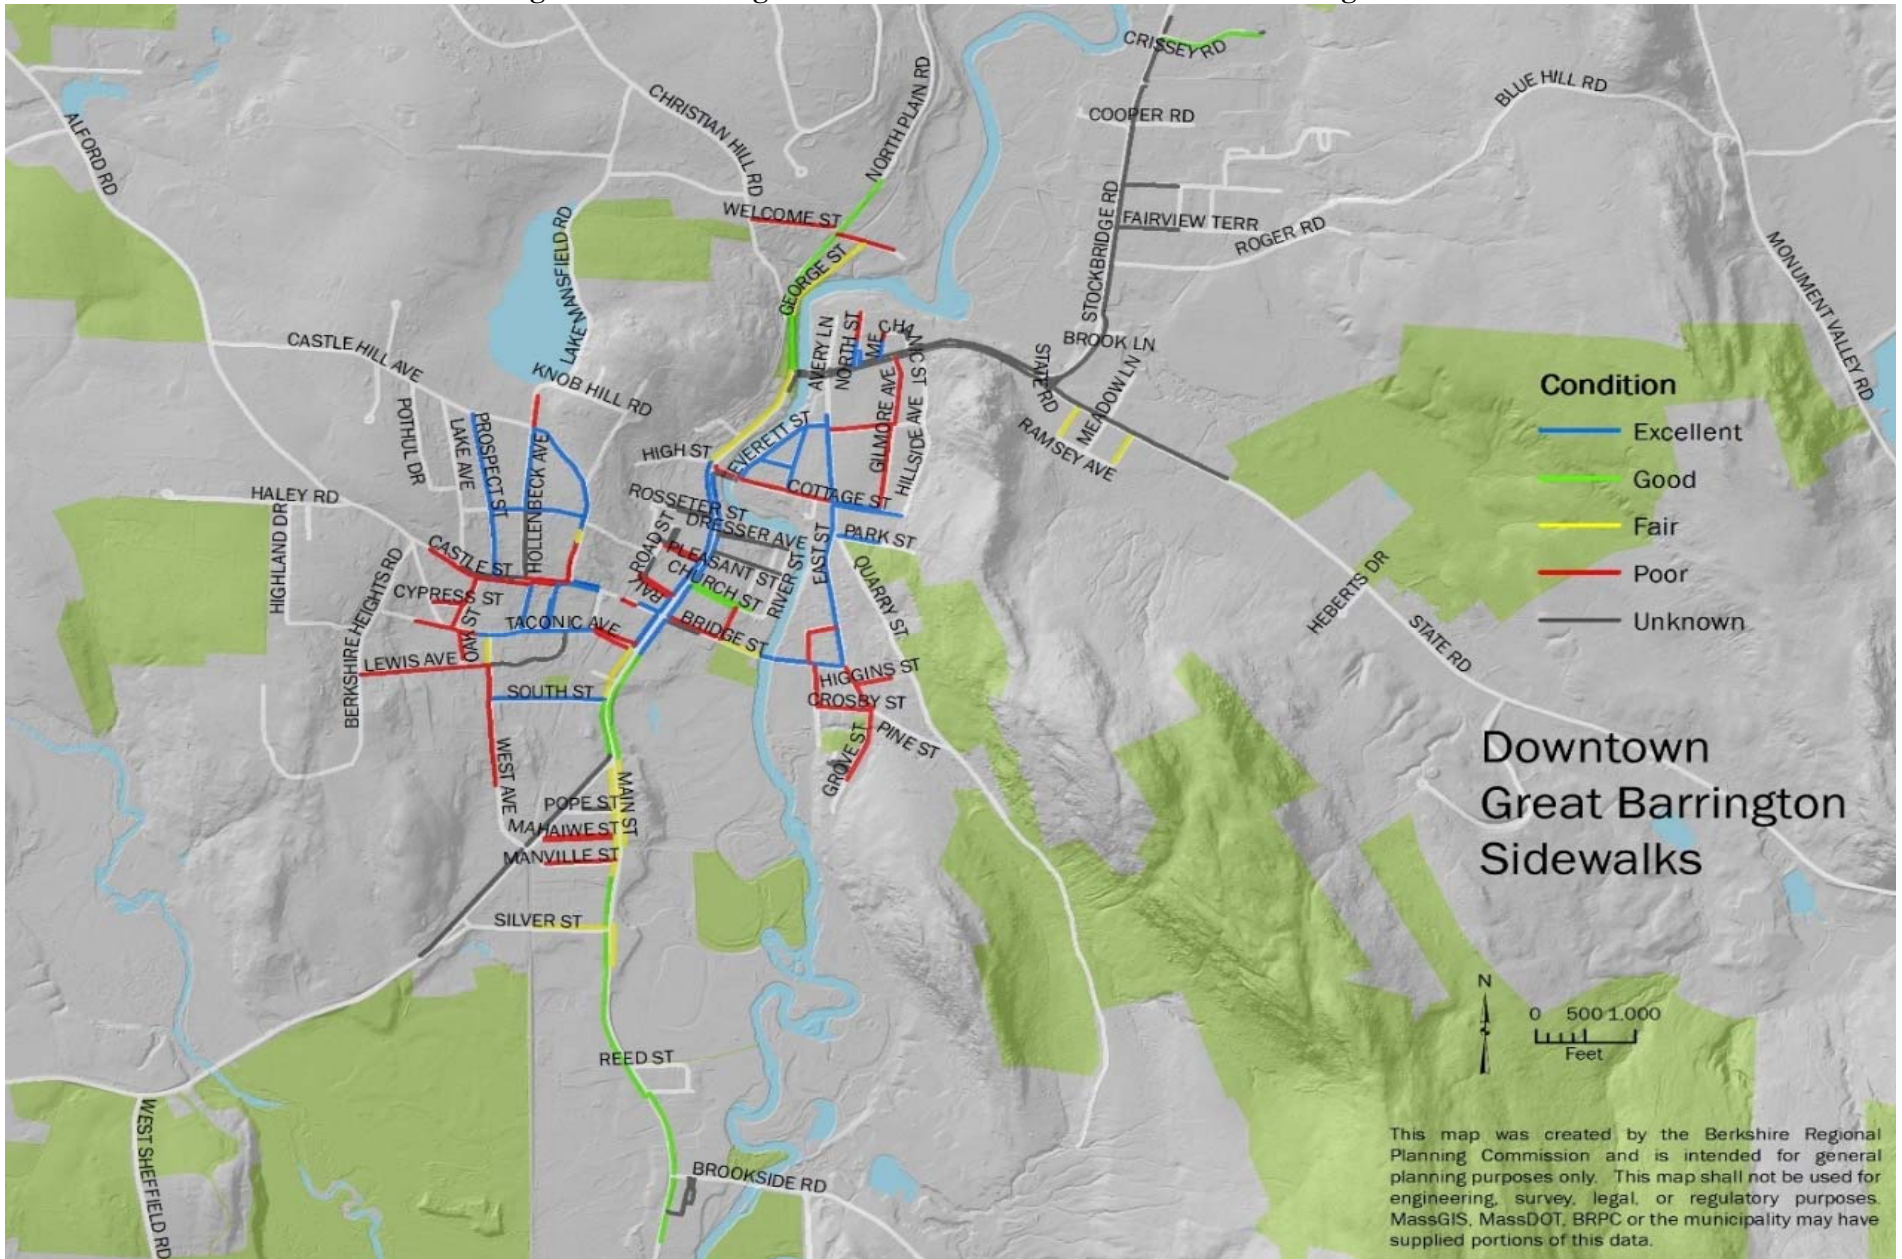 CRISSEY RD
BLUE HILL RD
CHRISTIAN HILL RD
NORTH PLAIN RD
COOPER RD
ALFORD RD
WELCOME ST
STOCKBRIDGE RD
FAIRVIEW TERR
ROGER RD
LAKE MANSFIELD RD
GEORGE ST
MONUMENT VALLEY RD
CASTLE HILL AVE
KNOB HILL RD
AVERY LN
NORTH ST
MECHANIC ST
BROOK LN
STATE RD
MEADOW LN
RAMSEY AVE
POTHUL DR
LAKE AVE
PROSPECT ST
HOLLENBECK AVE
HIGH ST
EVERETT ST
GILMORE AVE
HILLSIDE AVE
Condition
Excellent
Good
Fair
Poor
Unknown
HALEY RD
HIGHLAND DR
ROSSETER ST
COTTAGE ST
DRESSER AVE
PARK ST
CASTLE ST
RAILROAD ST
PLEASANT ST
CHURCH ST
RIVER ST
EAST ST
QUARRY ST
CYPRESS ST
BERKSHIRE HEIGHTS RD
OAK ST
TACONIC AVE
BRIDGE ST
HEBERTS DR
STATE RD
LEWIS AVE
HIGGINS ST
SOUTH ST
CROSBY ST
PINE ST
GROVE ST
WEST AVE
MAIN ST
POPE ST
MAHAIWE ST
MANVILLE ST
Downtown
Great Barrington
Sidewalks
SILVER ST
N
0 500 1,000
Feet
REED ST
WEST SHEFFIELD RD
BROOKSIDE RD
This map was created by the Berkshire Regional
Planning Commission and is intended for general
planning purposes only. This map shall not be used for
engineering, survey, legal, or regulatory purposes.
MassGIS, MassDOT, BRPC or the municipality may have
supplied portions of this data.